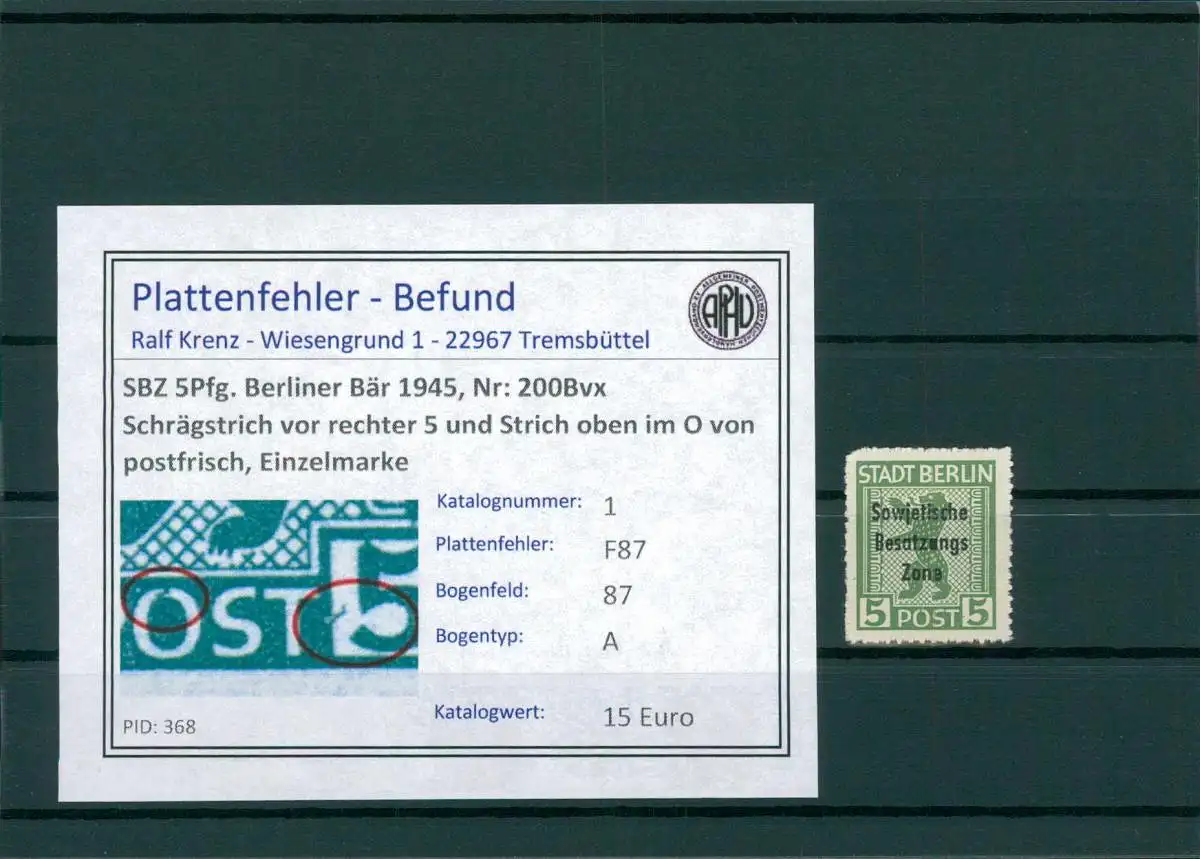 Plattenfehler - Befund
Ralf Krenz - Wiesengrund 1 - 22967 Tremsbüttel
APHV
SBZ 5Pfg. Berliner Bär 1945, Nr: 200Bvx
Schrägstrich vor rechter 5 und Strich oben im O von
postfrisch, Einzelmarke
OST
Katalognummer: 1
Plattenfehler: F87
Bogenfeld: 87
Bogentyp: A
Katalogwert: 15 Euro
PID: 368
STADT BERLIN
Sowjetische
Besatzungs
Zone
5 POST 5